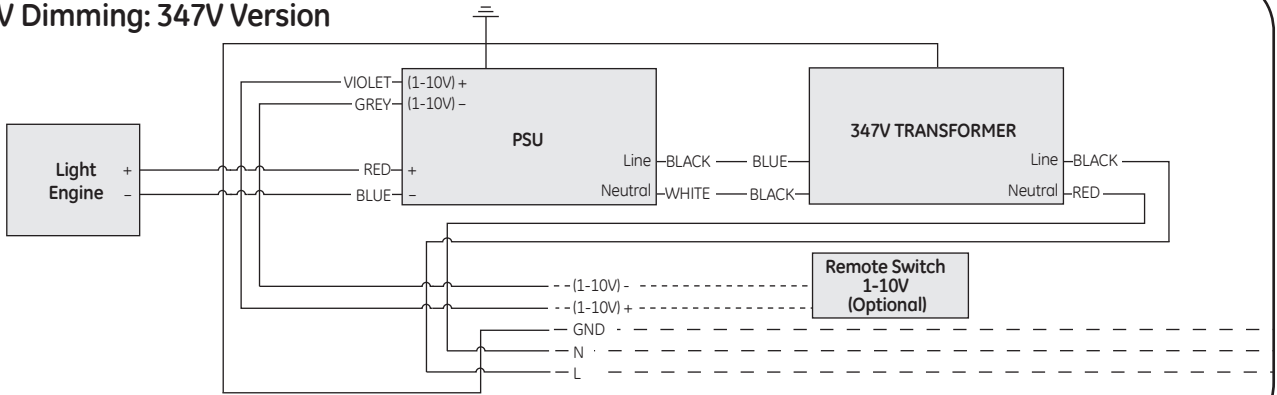 V Dimming: 347V Version
VIOLET
(1-10V) +
GREY
(1-10V) –
PSU
347V TRANSFORMER
Light
Engine
+
–
RED
+
BLUE
–
Line
BLACK
BLUE
Neutral
WHITE
BLACK
Line
BLACK
Neutral
RED
Remote Switch
1-10V
(Optional)
(1-10V) -
(1-10V) +
GND
N
L